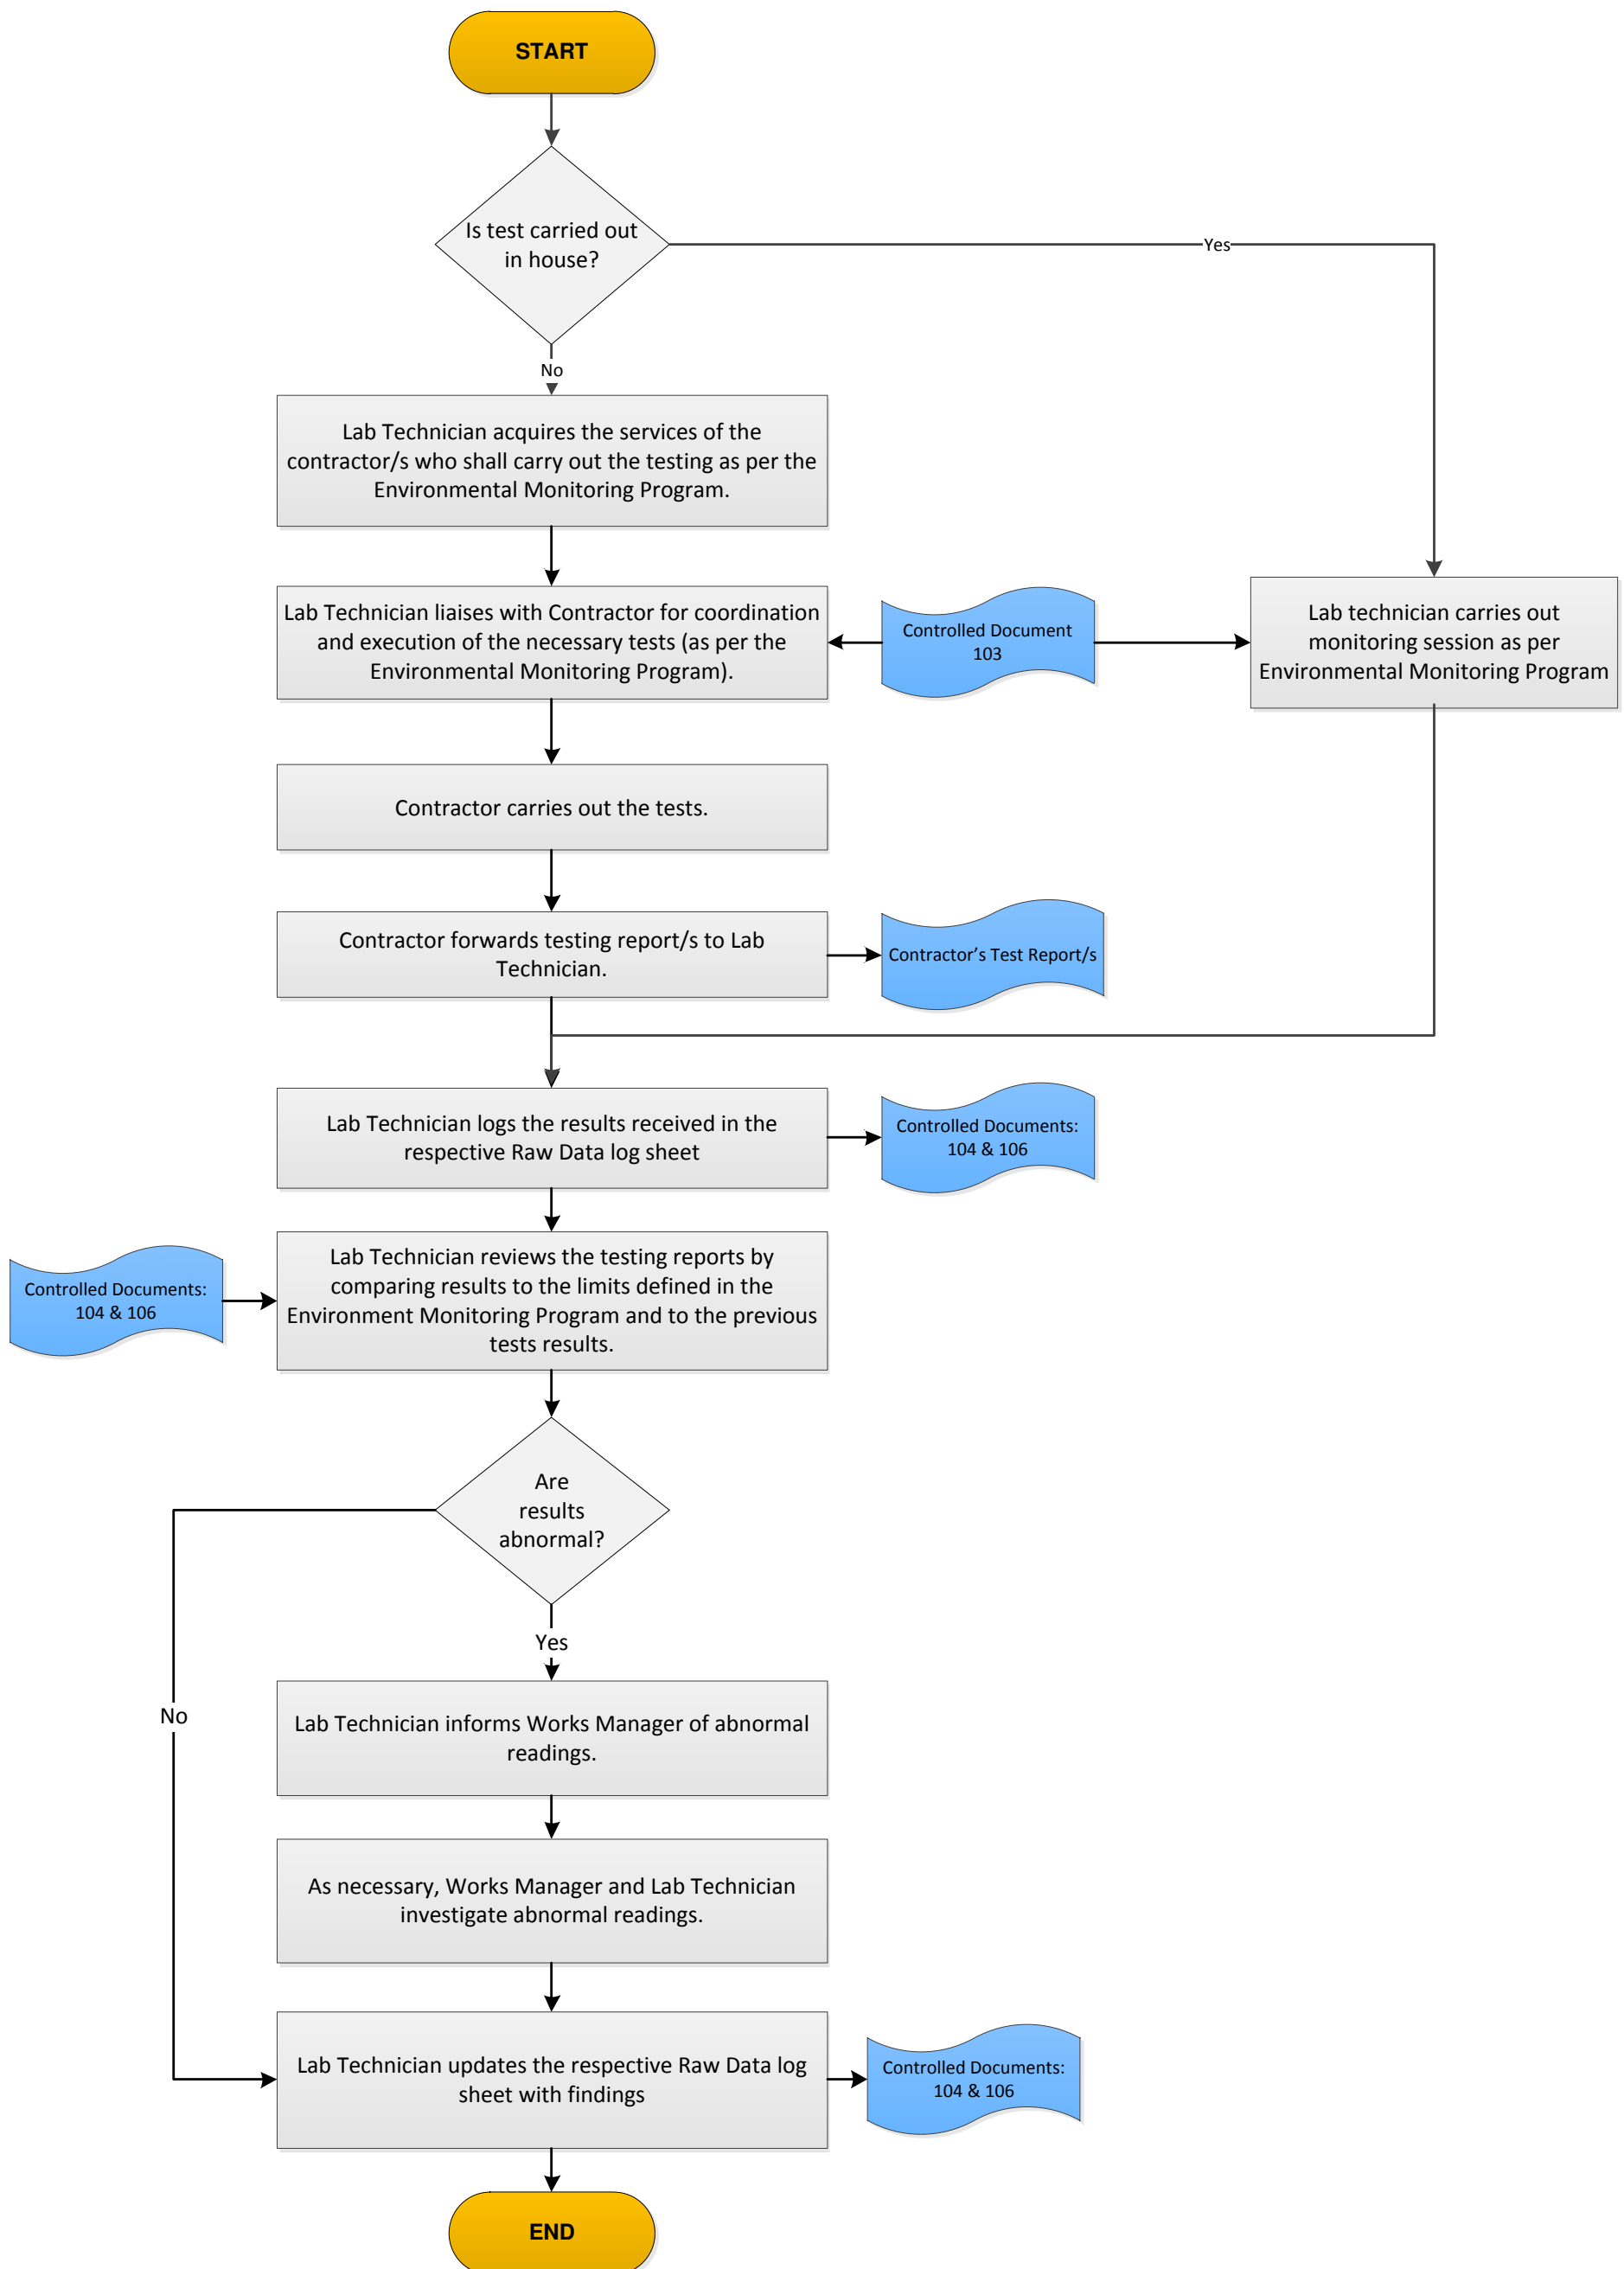 START
Is test carried out
in house?
Yes
No
Lab Technician acquires the services of the
contractor/s who shall carry out the testing as per the
Environmental Monitoring Program.
Lab Technician liaises with Contractor for coordination
and execution of the necessary tests (as per the
Environmental Monitoring Program).
Controlled Document
103
Lab technician carries out
monitoring session as per
Environmental Monitoring Program
Contractor carries out the tests.
Contractor forwards testing report/s to Lab
Technician.
Contractor’s Test Report/s
Lab Technician logs the results received in the
respective Raw Data log sheet
Controlled Documents:
104 & 106
Controlled Documents:
104 & 106
Lab Technician reviews the testing reports by
comparing results to the limits defined in the
Environment Monitoring Program and to the previous
tests results.
Are
results
abnormal?
Yes
No
Lab Technician informs Works Manager of abnormal
readings.
As necessary, Works Manager and Lab Technician
investigate abnormal readings.
Lab Technician updates the respective Raw Data log
sheet with findings
Controlled Documents:
104 & 106
END